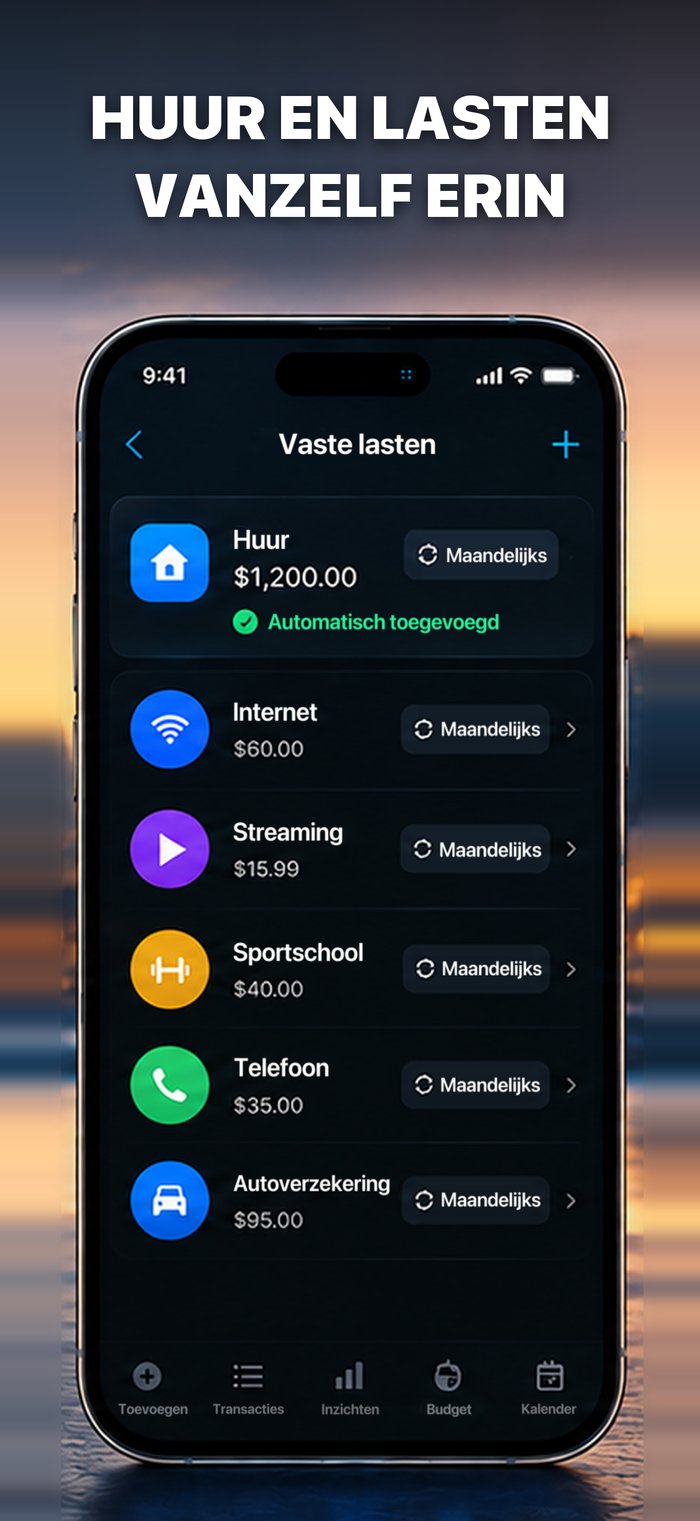 HUUR EN LASTEN
VANZELF ERIN
9:41
Vaste lasten
Huur
$1,200.00
Maandelijks
Automatisch toegevoegd
Internet
$60.00
Maandelijks
Streaming
$15.99
Maandelijks
Sportschool
$40.00
Maandelijks
Telefoon
$35.00
Maandelijks
Autoverzekering
$95.00
Maandelijks
Toevoegen
Transacties
Inzichten
Budget
Kalender